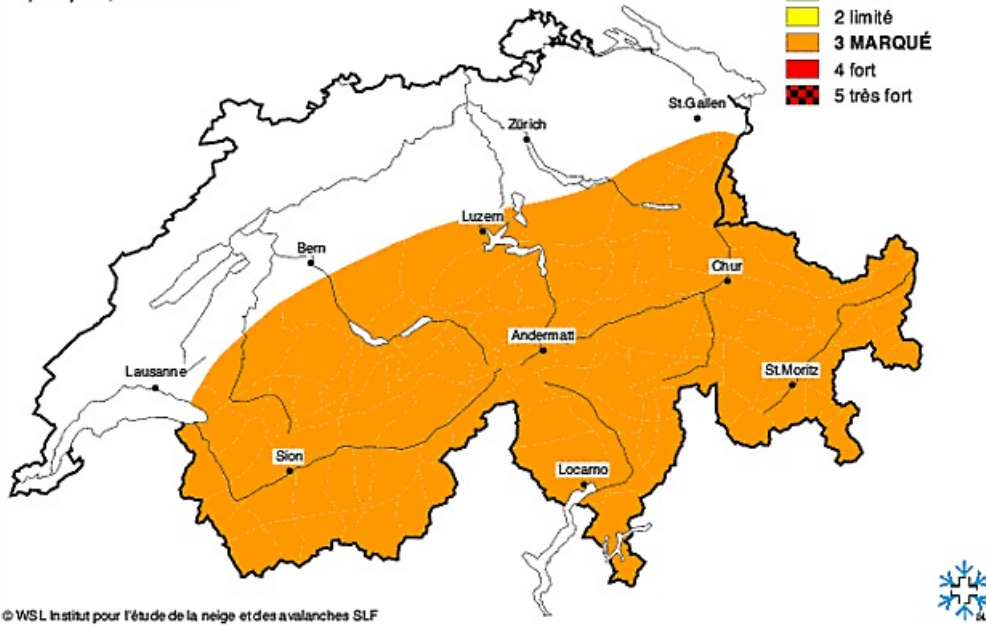 2 limité
3 MARQUÉ
4 fort
5 très fort
St.Gallen
Zürich
Luzern
Bern
Chur
Andermatt
Lausanne
St.Moritz
Sion
Locarno
© WSL Institut pour l'étude de la neige et des avalanches SLF